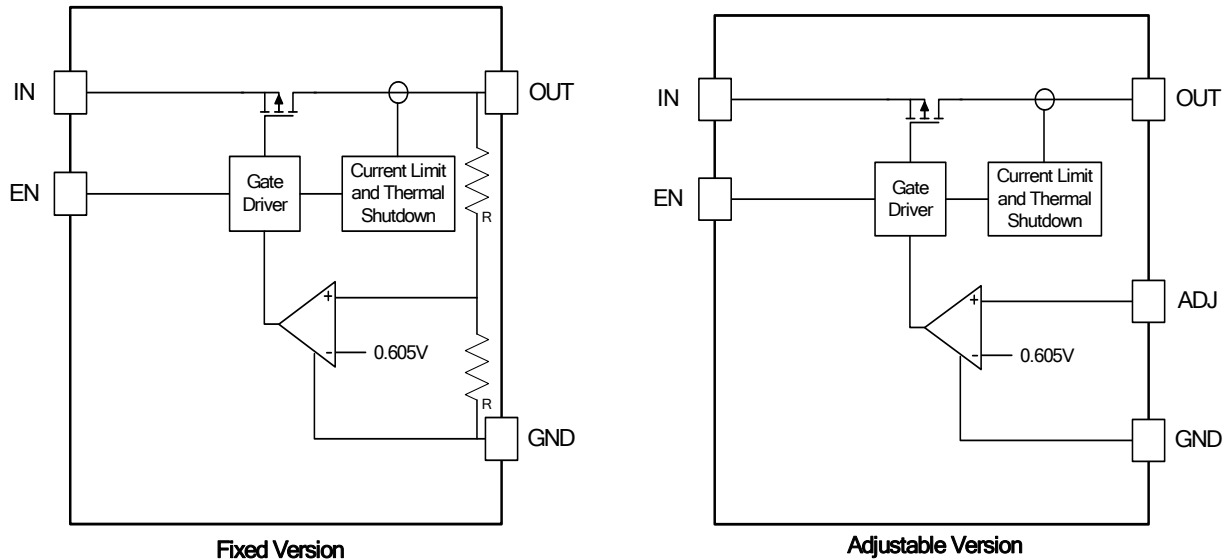 IN
OUT
EN
Gate
Driver
Current Limit
and Thermal
Shutdown
R
+
-
0.605V
R
GND
Fixed Version
IN
OUT
EN
Gate
Driver
Current Limit
and Thermal
Shutdown
ADJ
+
-
0.605V
GND
Adjustable Version